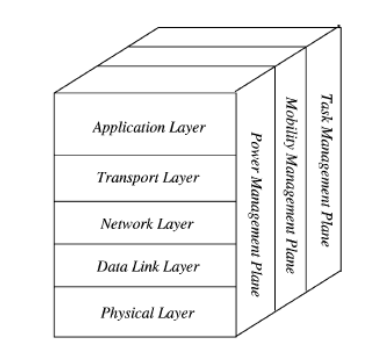 Application Layer
Transport Layer
Network Layer
Data Link Layer
Physical Layer
Power Management Plane
Mobility Management Plane
Task Management Plane